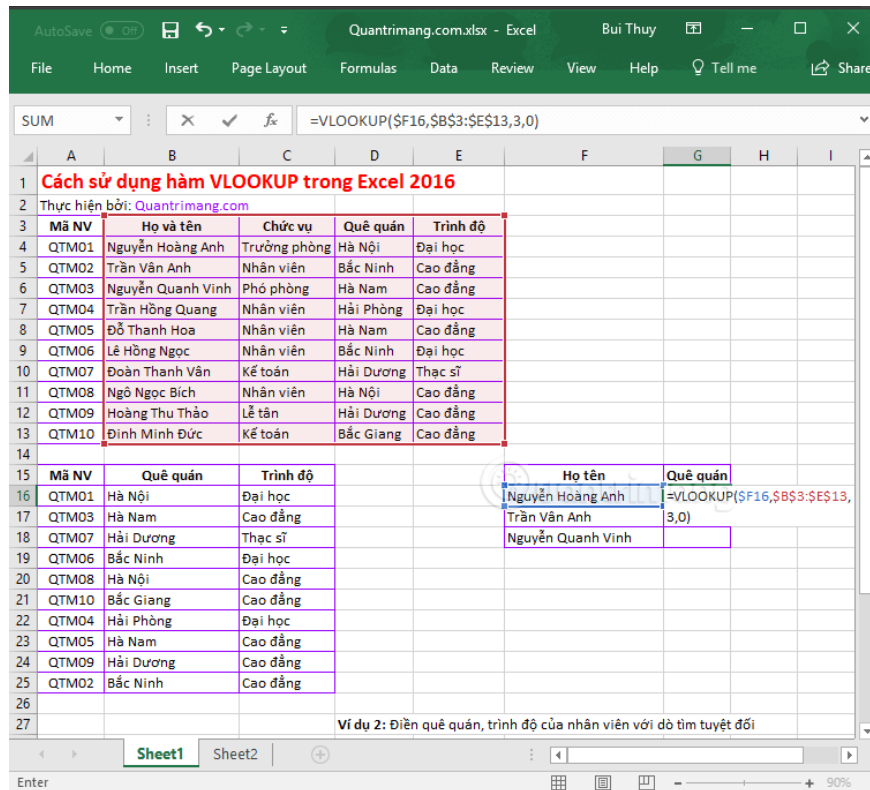 AutoSave Off Quantrimang.com.xlsx - Excel Bui Thuy
File Home Insert Page Layout Formulas Data Review View Help Tell me Share
SUM fx =VLOOKUP($F16,$B$3:$E$13,3,0)
A B C D E F G H I
1 Cách sử dụng hàm VLOOKUP trong Excel 2016
2 Thực hiện bởi: Quantrimang.com
3 Mã NV Họ và tên Chức vụ Quê quán Trình độ
4 QTM01 Nguyễn Hoàng Anh Trưởng phòng Hà Nội Đại học
5 QTM02 Trần Vân Anh Nhân viên Bắc Ninh Cao đẳng
6 QTM03 Nguyễn Quanh Vinh Phó phòng Hà Nam Cao đẳng
7 QTM04 Trần Hồng Quang Nhân viên Hải Phòng Đại học
8 QTM05 Đỗ Thanh Hoa Nhân viên Hà Nam Cao đẳng
9 QTM06 Lê Hồng Ngọc Nhân viên Bắc Ninh Đại học
10 QTM07 Đoàn Thanh Vân Kế toán Hải Dương Thạc sĩ
11 QTM08 Ngô Ngọc Bích Nhân viên Hà Nội Cao đẳng
12 QTM09 Hoàng Thu Thảo Lễ tân Hải Dương Cao đẳng
13 QTM10 Đinh Minh Đức Kế toán Bắc Giang Cao đẳng
14
15 Mã NV Quê quán Trình độ Họ tên Quê quán
16 QTM01 Hà Nội Đại học Nguyễn Hoàng Anh =VLOOKUP($F16,$B$3:$E$13,
17 QTM03 Hà Nam Cao đẳng Trần Vân Anh 3,0)
18 QTM07 Hải Dương Thạc sĩ Nguyễn Quanh Vinh
19 QTM06 Bắc Ninh Đại học
20 QTM08 Hà Nội Cao đẳng
21 QTM10 Bắc Giang Cao đẳng
22 QTM04 Hải Phòng Đại học
23 QTM05 Hà Nam Cao đẳng
24 QTM09 Hải Dương Cao đẳng
25 QTM02 Bắc Ninh Cao đẳng
26
27 Ví dụ 2: Điền quê quán, trình độ của nhân viên với dò tìm tuyệt đối
Sheet1 Sheet2
Enter 90%